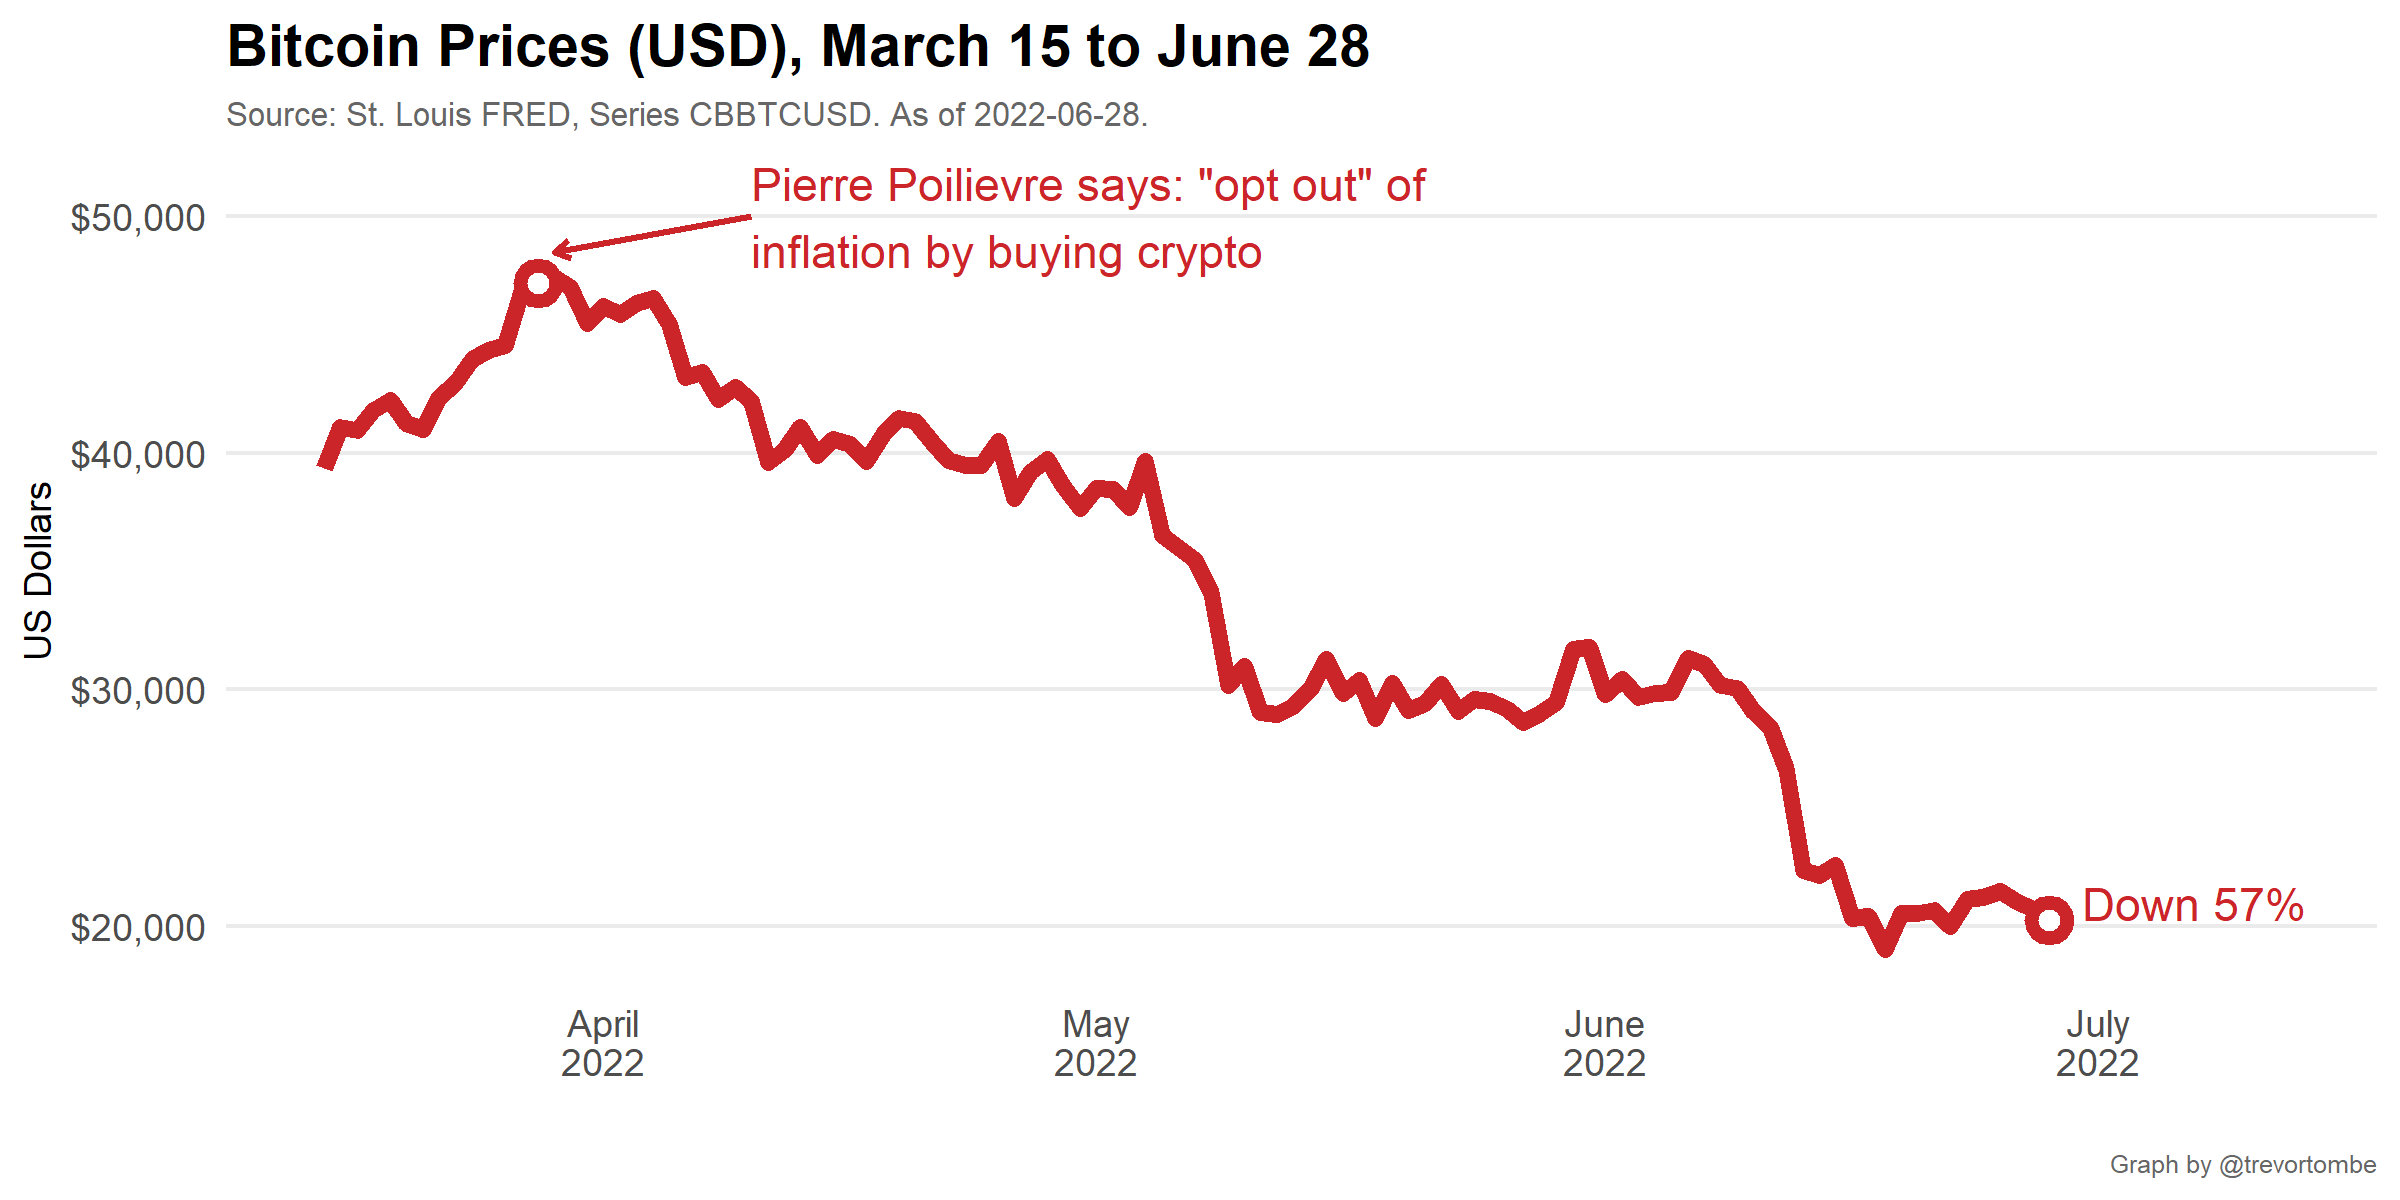 Bitcoin Prices (USD), March 15 to June 28
Source: St. Louis FRED, Series CBBTCUSD. As of 2022-06-28.
Pierre Poilievre says: "opt out" of
inflation by buying crypto
$50,000
$40,000
$30,000
$20,000
US Dollars
Down 57%
April
2022
May
2022
June
2022
July
2022
Graph by @trevortombe